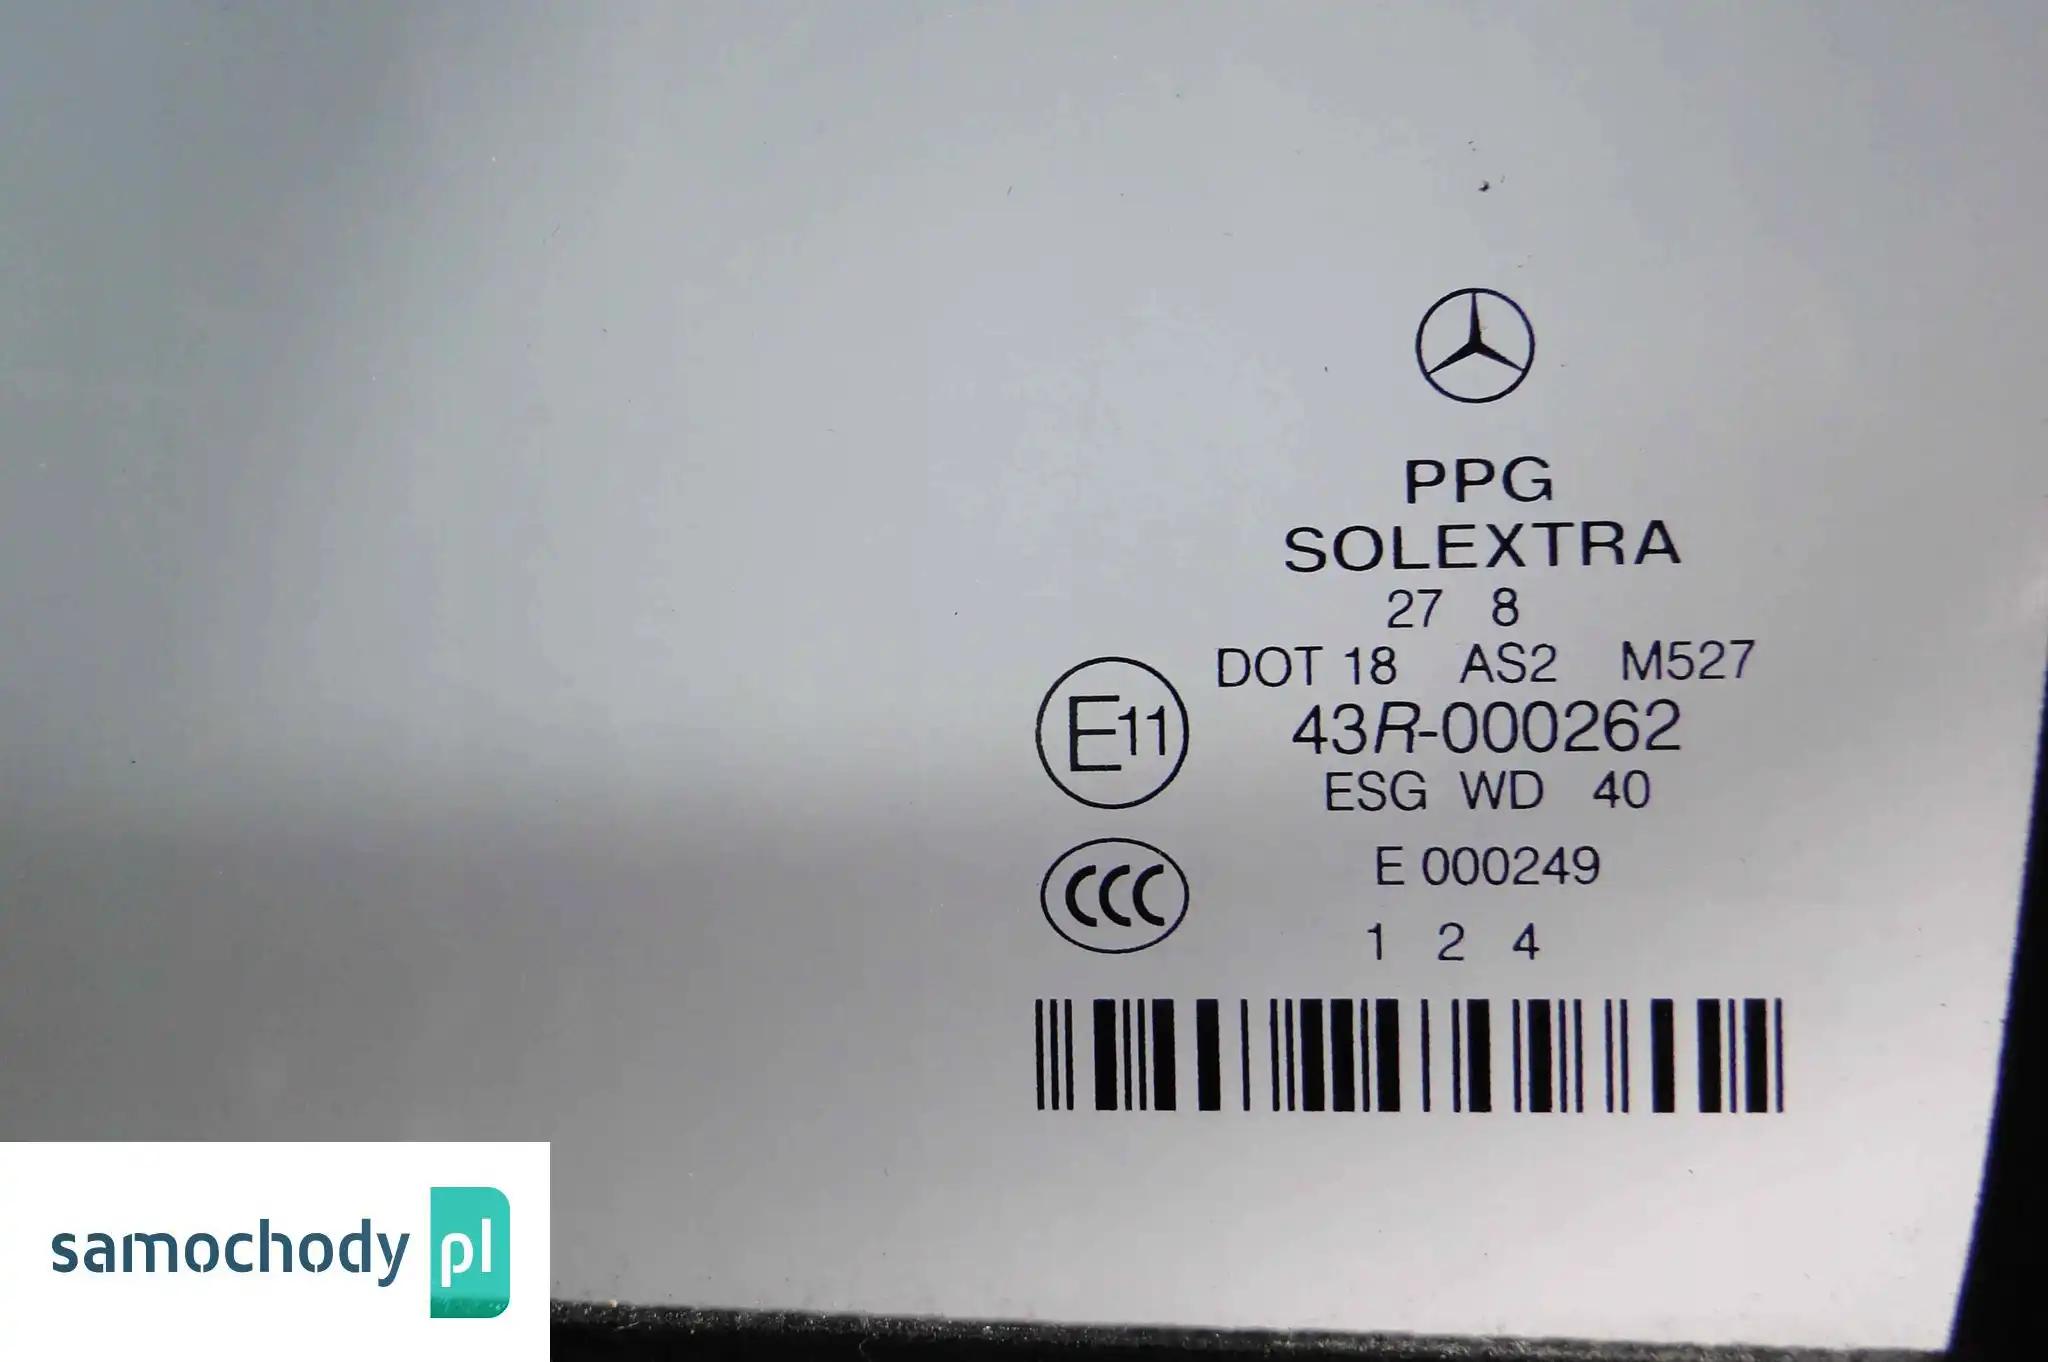 PPG
SOLEXTRA
27 8
DOT 18 AS2 M527
E11 43R-000262
ESG WD 40
CCC E 000249
1 2 4
samochody pl